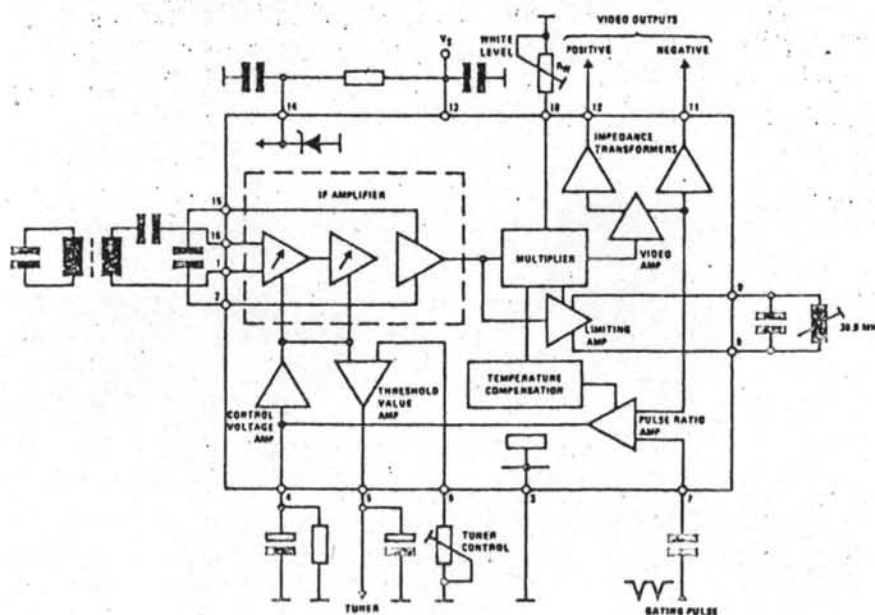 VIDEO OUTPUTS
POSITIVE NEGATIVE
WHITE
LEVEL
VS
14
13
10
12
11
IMPEDANCE
TRANSFORMERS
IF AMPLIFIER
15
16
1
2
MULTIPLIER
VIDEO
AMP
LIMITING
AMP
9
8
TEMPERATURE
COMPENSATION
CONTROL
VOLTAGE
AMP
THRESHOLD
VALUE
AMP
PULSE RATIO
AMP
4
5
6
3
7
TUNER
CONTROL
TUNER
GATING PULSE